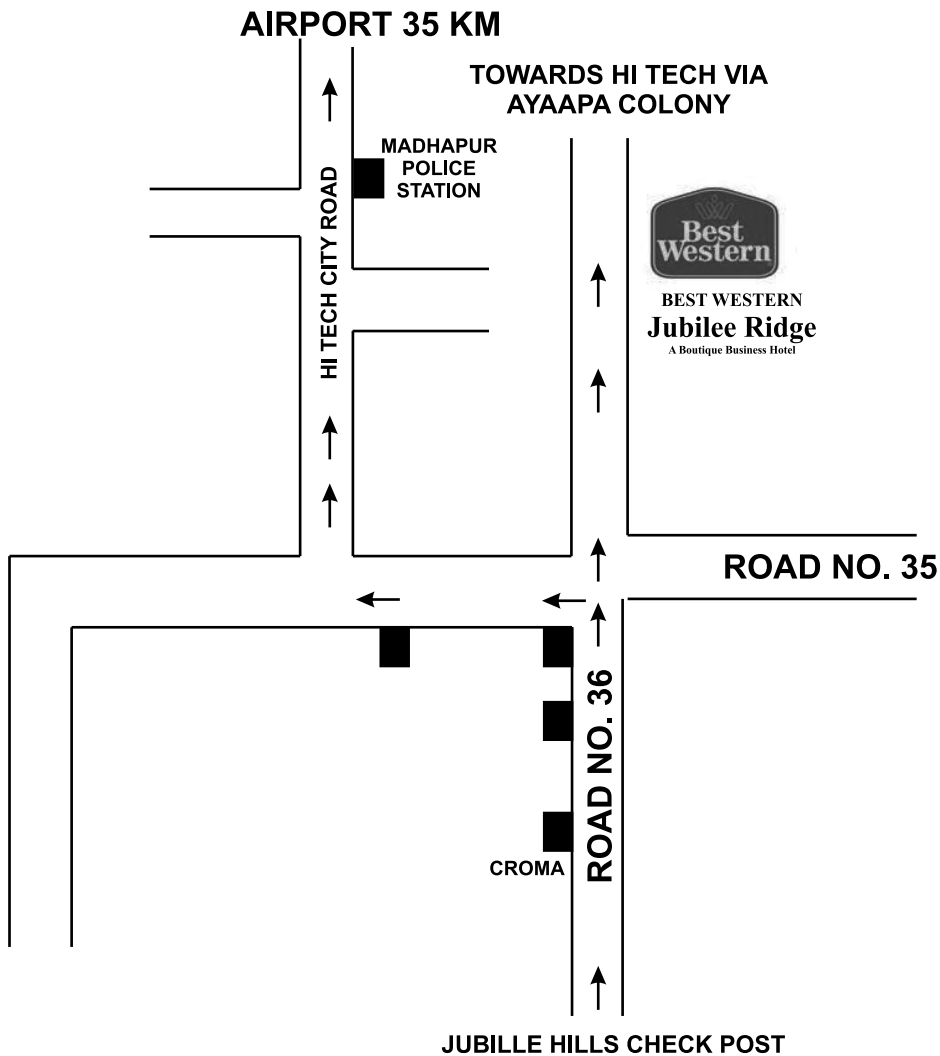 AIRPORT 35 KM
TOWARDS HI TECH VIA
AYAAPA COLONY
MADHAPUR
POLICE
STATION
HI TECH CITY ROAD
Best
Western
BEST WESTERN
Jubilee Ridge
A Boutique Business Hotel
ROAD NO. 35
ROAD NO. 36
CROMA
JUBILLE HILLS CHECK POST